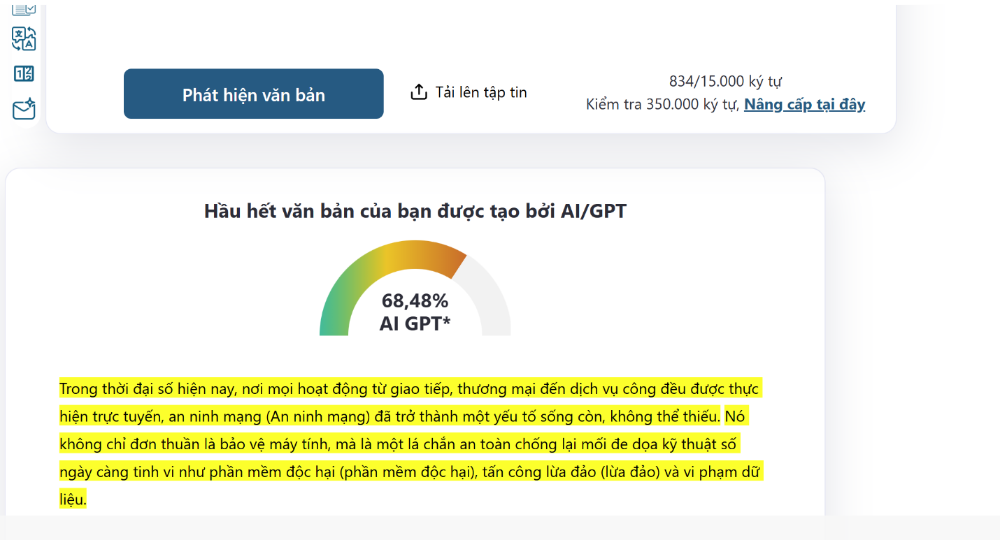 Phát hiện văn bản
Tải lên tập tin
834/15.000 ký tự
Kiểm tra 350.000 ký tự, Nâng cấp tại đây
Hầu hết văn bản của bạn được tạo bởi AI/GPT
68,48%
AI GPT*
Trong thời đại số hiện nay, nơi mọi hoạt động từ giao tiếp, thương mại đến dịch vụ công đều được thực
hiện trực tuyến, an ninh mạng (An ninh mạng) đã trở thành một yếu tố sống còn, không thể thiếu. Nó
không chỉ đơn thuần là bảo vệ máy tính, mà là một lá chắn an toàn chống lại mối đe dọa kỹ thuật số
ngày càng tinh vi như phần mềm độc hại (phần mềm độc hại), tấn công lừa đảo (lừa đảo) và vi phạm dữ
liệu.